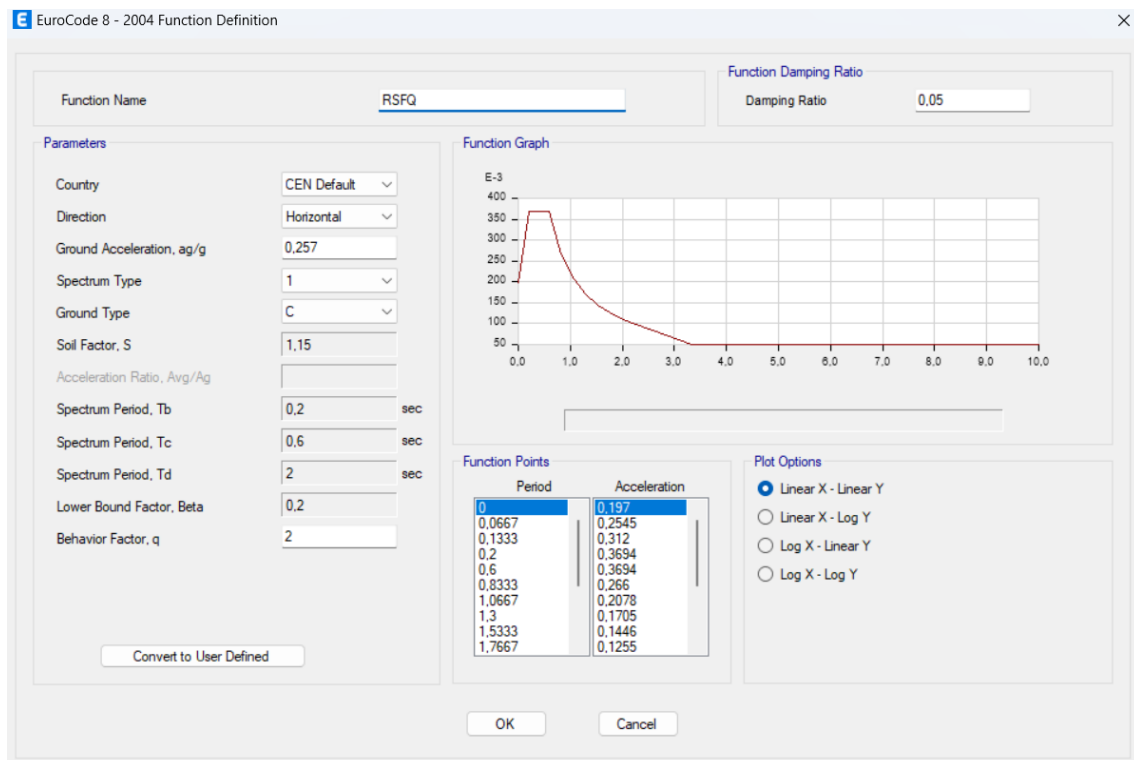 E EuroCode 8 - 2004 Function Definition
Function Name RSFQ
Function Damping Ratio
Damping Ratio 0,05
Parameters
Country CEN Default
Direction Horizontal
Ground Acceleration, ag/g 0,257
Spectrum Type 1
Ground Type C
Soil Factor, S 1,15
Acceleration Ratio, Avg/Ag
Spectrum Period, Tb 0,2 sec
Spectrum Period, Tc 0,6 sec
Spectrum Period, Td 2 sec
Lower Bound Factor, Beta 0,2
Behavior Factor, q 2
Convert to User Defined
Function Graph
E-3
400
350
300
250
200
150
100
50
0,0 1,0 2,0 3,0 4,0 5,0 6,0 7,0 8,0 9,0 10,0
Function Points
Period Acceleration
0 0,197
0,0667 0,2545
0,1333 0,312
0,2 0,3694
0,6 0,3694
0,8333 0,266
1,0667 0,2078
1,3 0,1705
1,5333 0,1446
1,7667 0,1255
Plot Options
Linear X - Linear Y
Linear X - Log Y
Log X - Linear Y
Log X - Log Y
OK Cancel